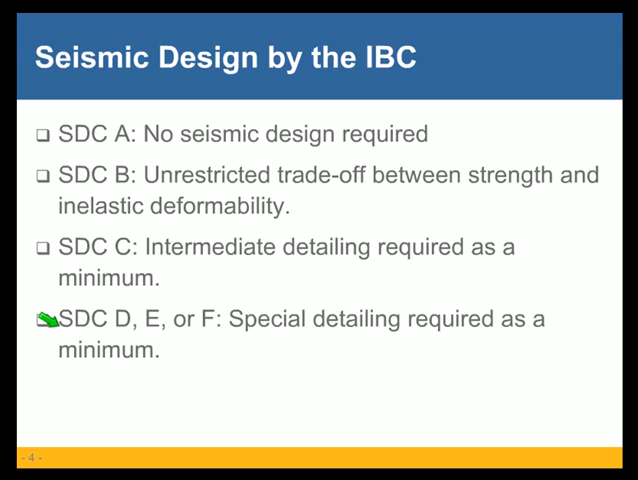 Seismic Design by the IBC
SDC A: No seismic design required
SDC B: Unrestricted trade-off between strength and
inelastic deformability.
SDC C: Intermediate detailing required as a
minimum.
SDC D, E, or F: Special detailing required as a
minimum.
- 4 -